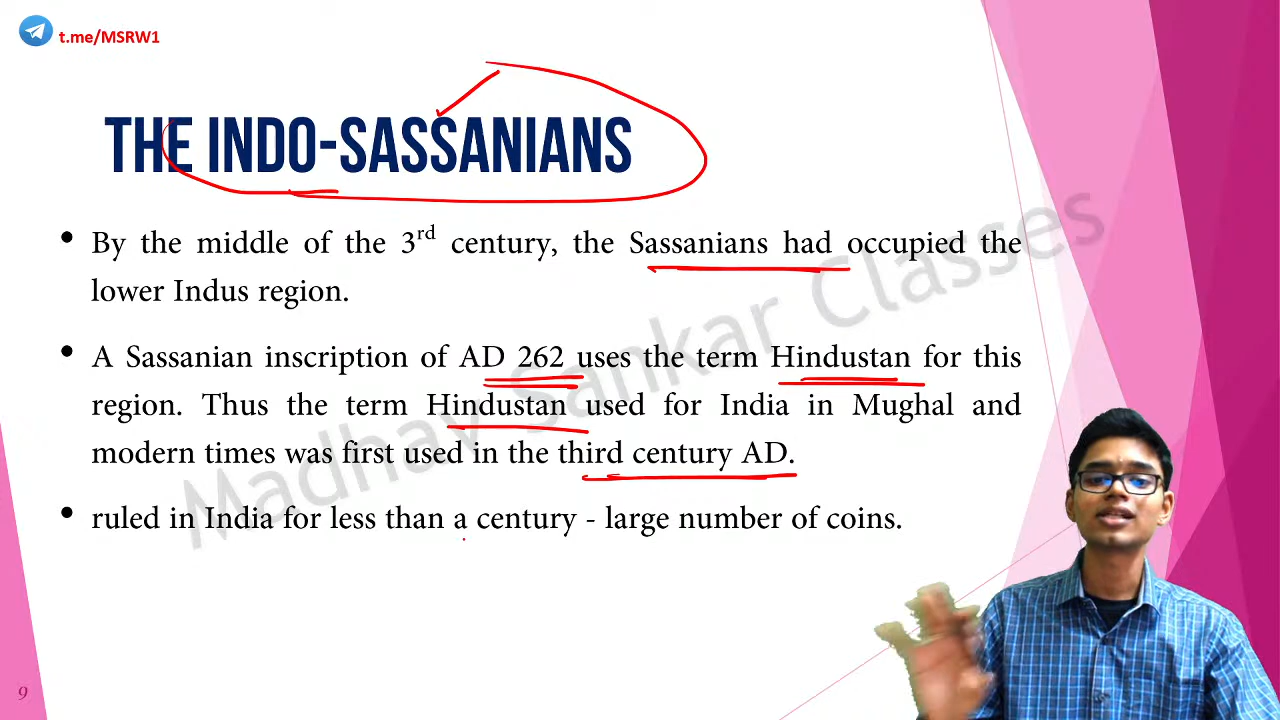 t.me/MSRW1
THE INDO-SASSANIANS
• By the middle of the 3rd century, the Sassanians had occupied the
lower Indus region.
• A Sassanian inscription of AD 262 uses the term Hindustan for this
region. Thus the term Hindustan used for India in Mughal and
modern times was first used in the third century AD.
• ruled in India for less than a century - large number of coins.
Madhav Sankar Classes
9